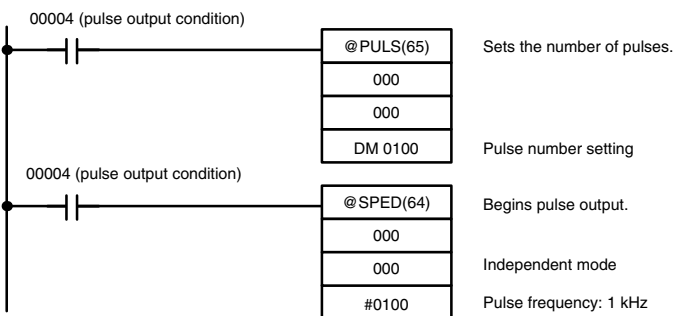 00004 (pulse output condition)
@PULS(65) Sets the number of pulses.
000
000
DM 0100 Pulse number setting
00004 (pulse output condition)
@SPED(64) Begins pulse output.
000
000 Independent mode
#0100 Pulse frequency: 1 kHz